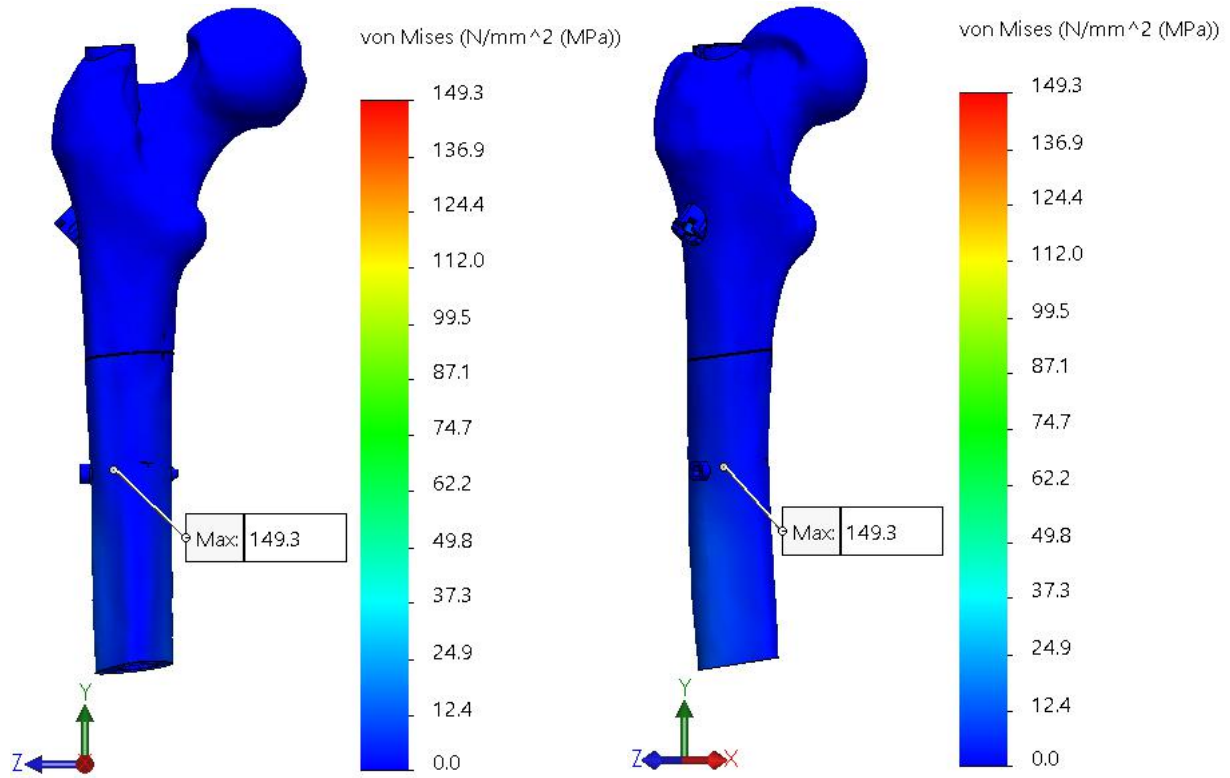 von Mises (N/mm^2 (MPa))
149.3
136.9
124.4
112.0
99.5
87.1
74.7
62.2
49.8
37.3
24.9
12.4
0.0
Max: 149.3
Y
Z
X
von Mises (N/mm^2 (MPa))
149.3
136.9
124.4
112.0
99.5
87.1
74.7
62.2
49.8
37.3
24.9
12.4
0.0
Max: 149.3
Y
Z
X